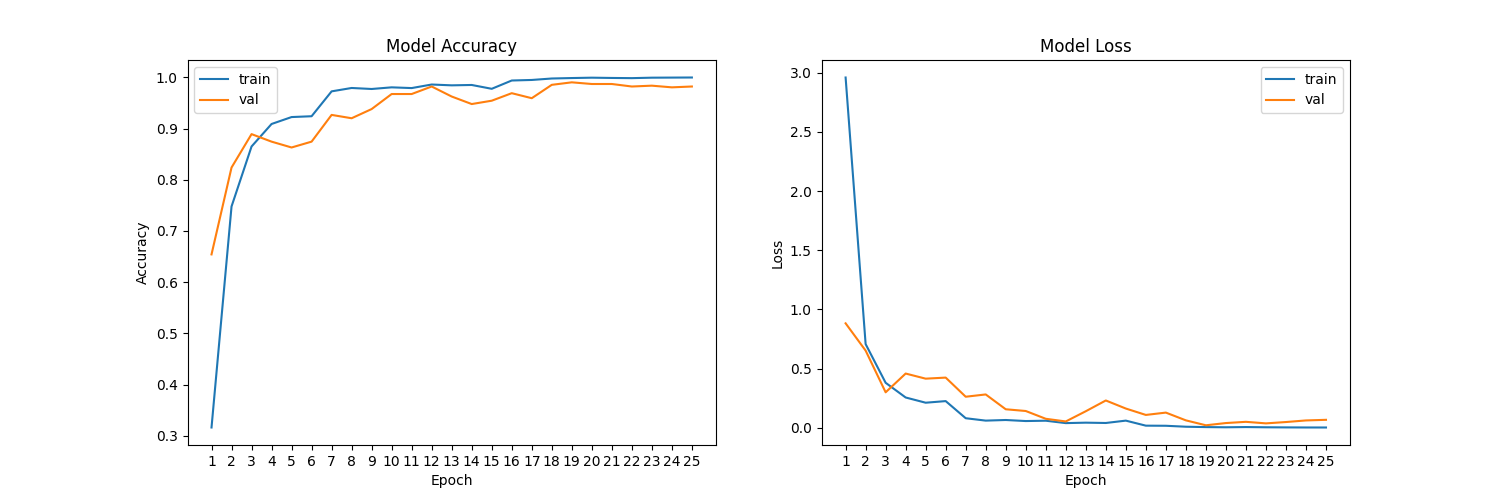 Model Accuracy
train
val
1.0
0.9
0.8
0.7
0.6
0.5
0.4
0.3
Accuracy
1 2 3 4 5 6 7 8 9 10 11 12 13 14 15 16 17 18 19 20 21 22 23 24 25
Epoch
Model Loss
train
val
3.0
2.5
2.0
1.5
1.0
0.5
0.0
Loss
1 2 3 4 5 6 7 8 9 10 11 12 13 14 15 16 17 18 19 20 21 22 23 24 25
Epoch